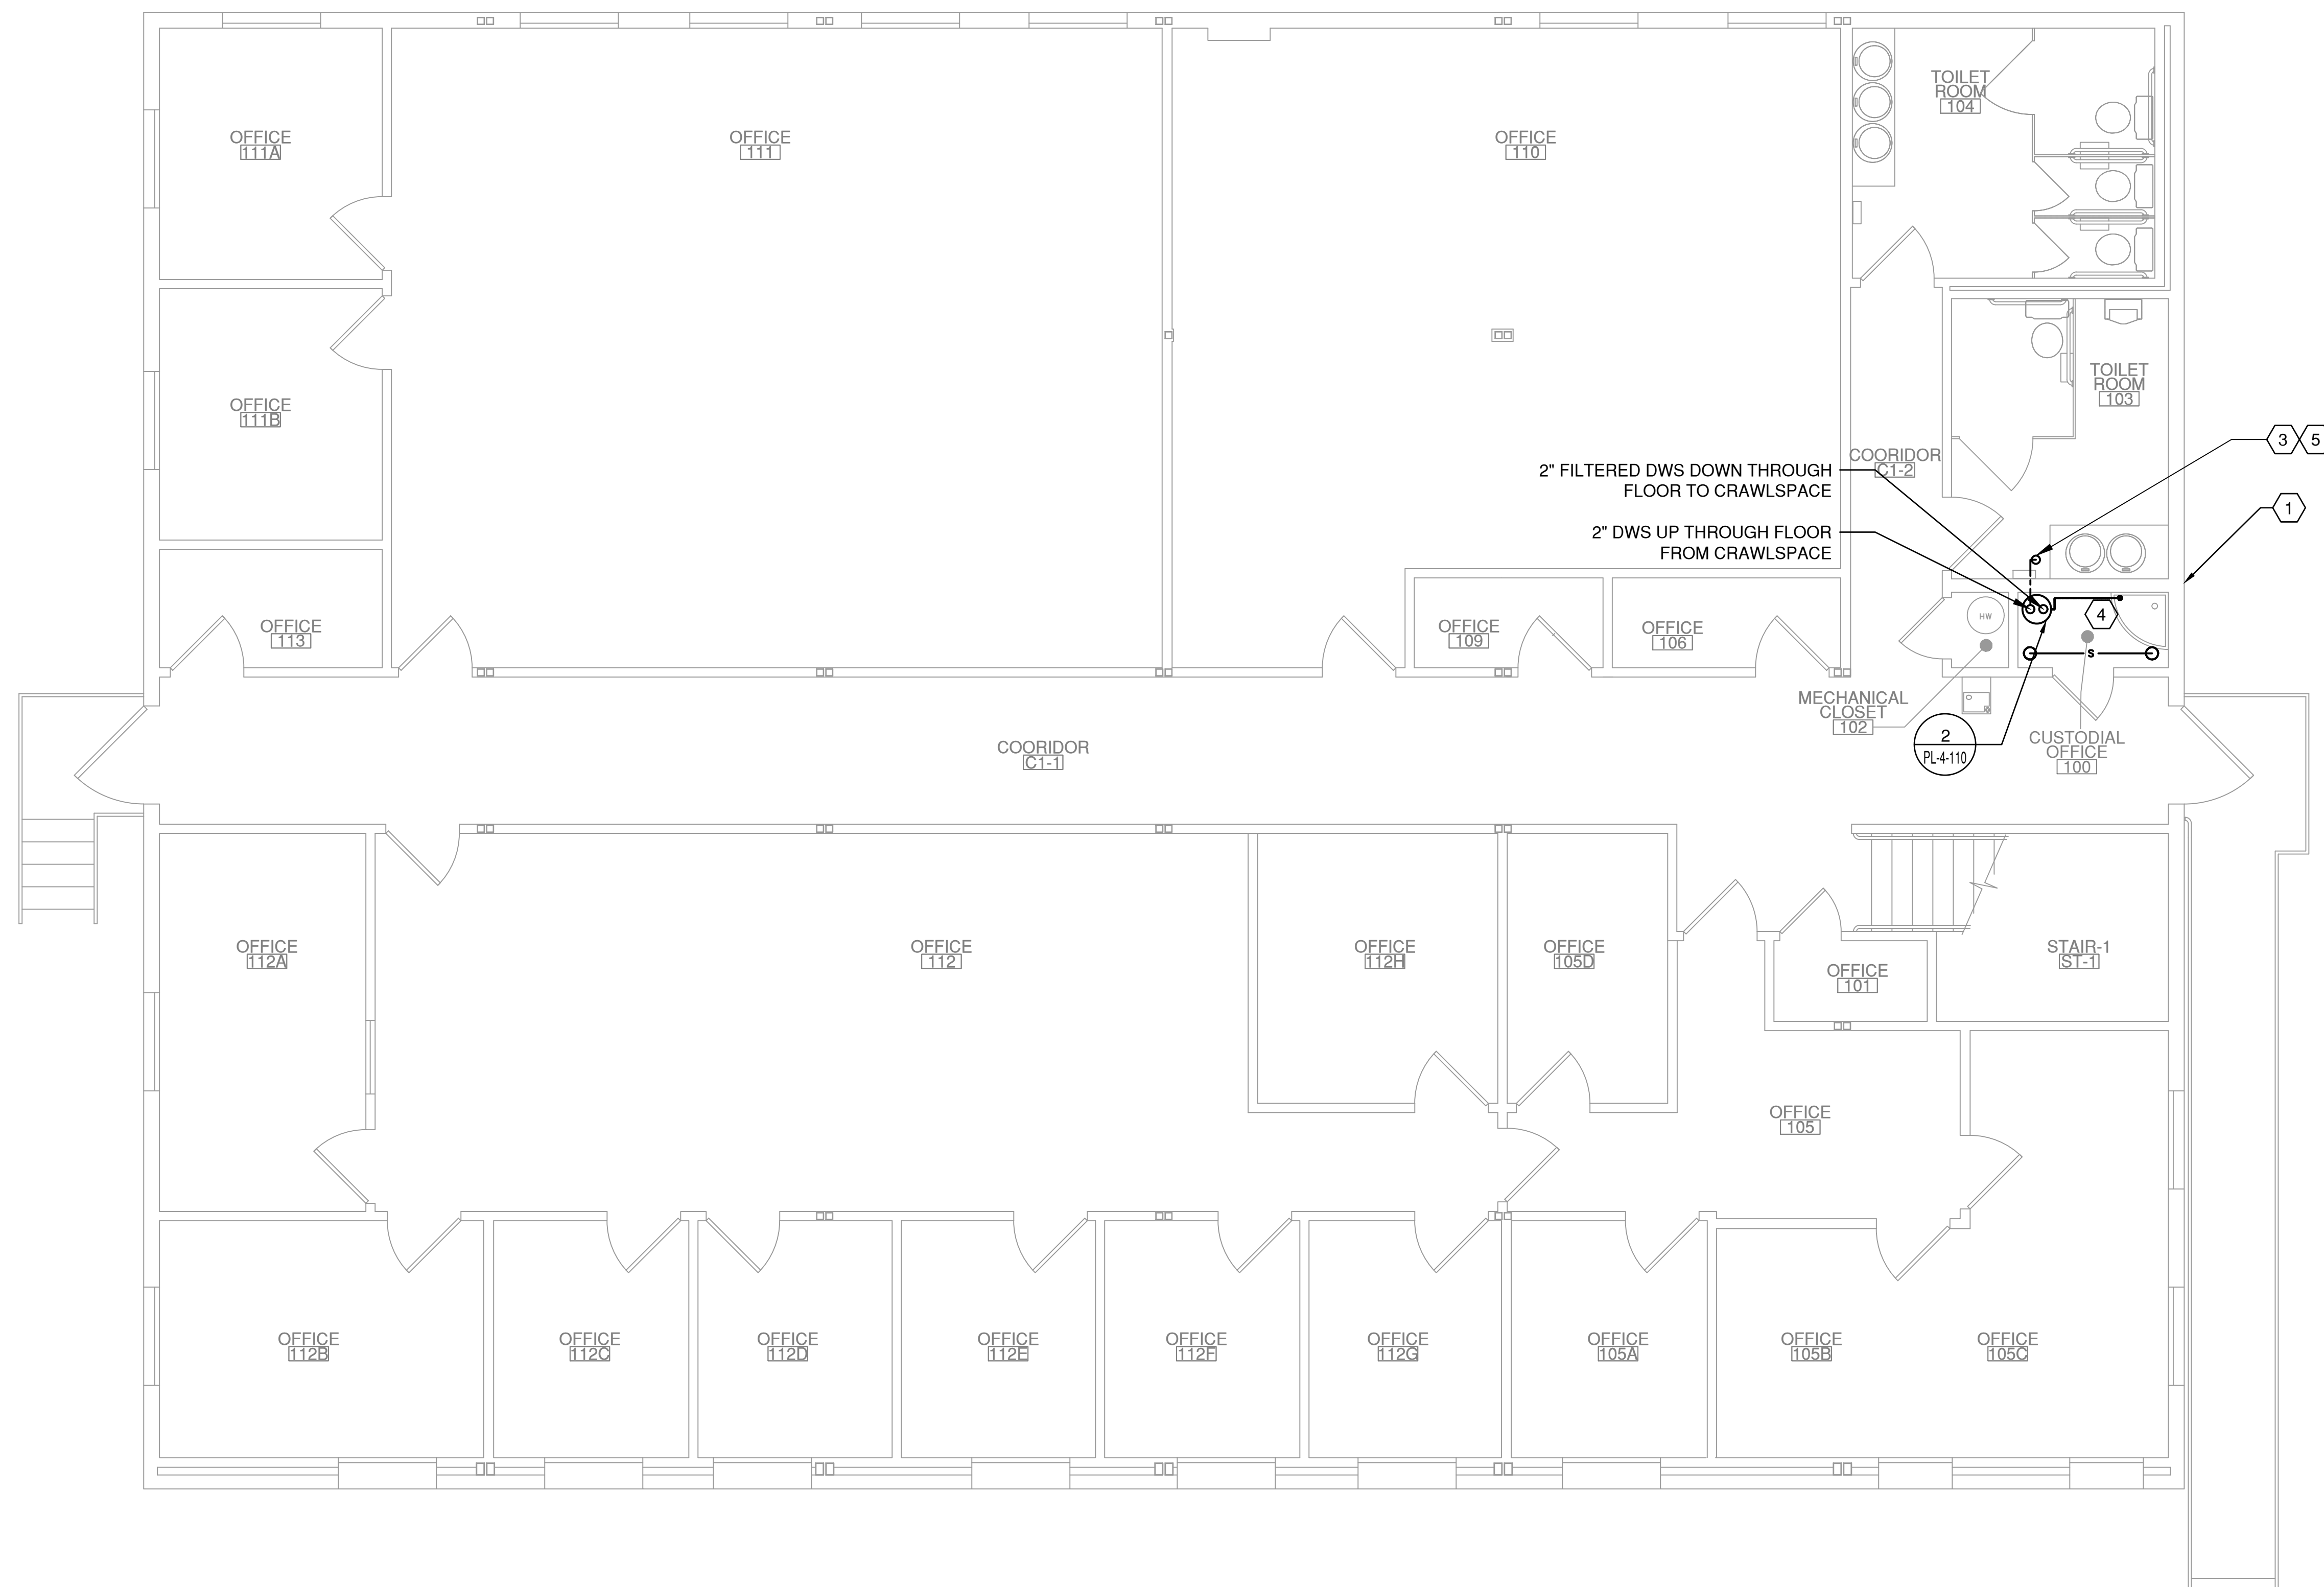 OFFICE
111A
OFFICE
111
OFFICE
110
TOILET
ROOM
104
OFFICE
111B
TOILET
ROOM
103
3
5
COORIDOR
C1-2
2" FILTERED DWS DOWN THROUGH
FLOOR TO CRAWLSPACE
1
2" DWS UP THROUGH FLOOR
FROM CRAWLSPACE
OFFICE
113
OFFICE
109
OFFICE
106
HW
4
S
MECHANICAL
CLOSET
102
2
PL-4-110
CUSTODIAL
OFFICE
100
COORIDOR
C1-1
OFFICE
112A
OFFICE
112
OFFICE
112H
OFFICE
105D
OFFICE
101
STAIR-1
ST-1
OFFICE
105
OFFICE
112B
OFFICE
112C
OFFICE
112D
OFFICE
112E
OFFICE
112F
OFFICE
112G
OFFICE
105A
OFFICE
105B
OFFICE
105C